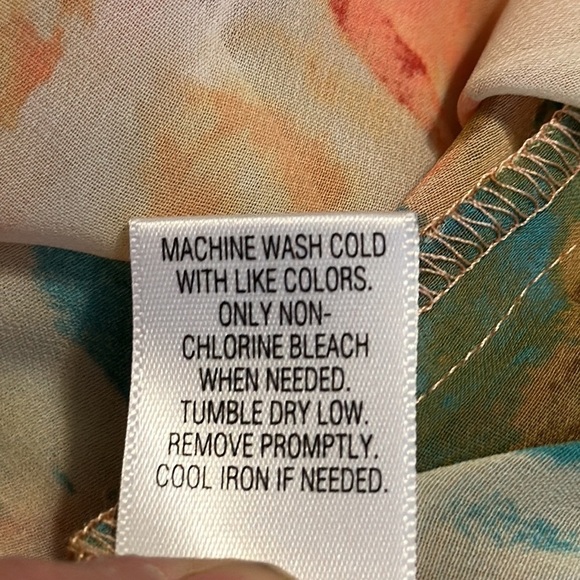 MACHINE WASH COLD
WITH LIKE COLORS.
ONLY NON-
CHLORINE BLEACH
WHEN NEEDED.
TUMBLE DRY LOW.
REMOVE PROMPTLY.
COOL IRON IF NEEDED.